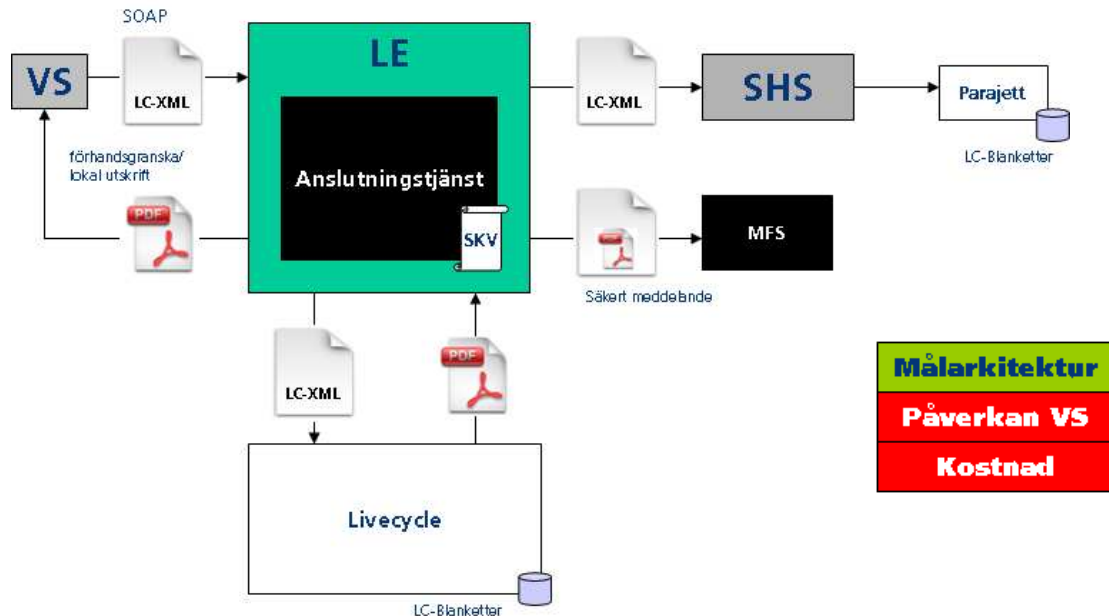 SOAP
VS
LC-XML
LE
LC-XML
SHS
Parajett
LC-Blanketter
förhandsgranska/
lokal utskrift
PDF
Anslutningstjänst
SKV
MFS
Säkert meddelande
LC-XML
PDF
Målarkitektur
Påverkan VS
Kostnad
Livecycle
LC-Blanketter